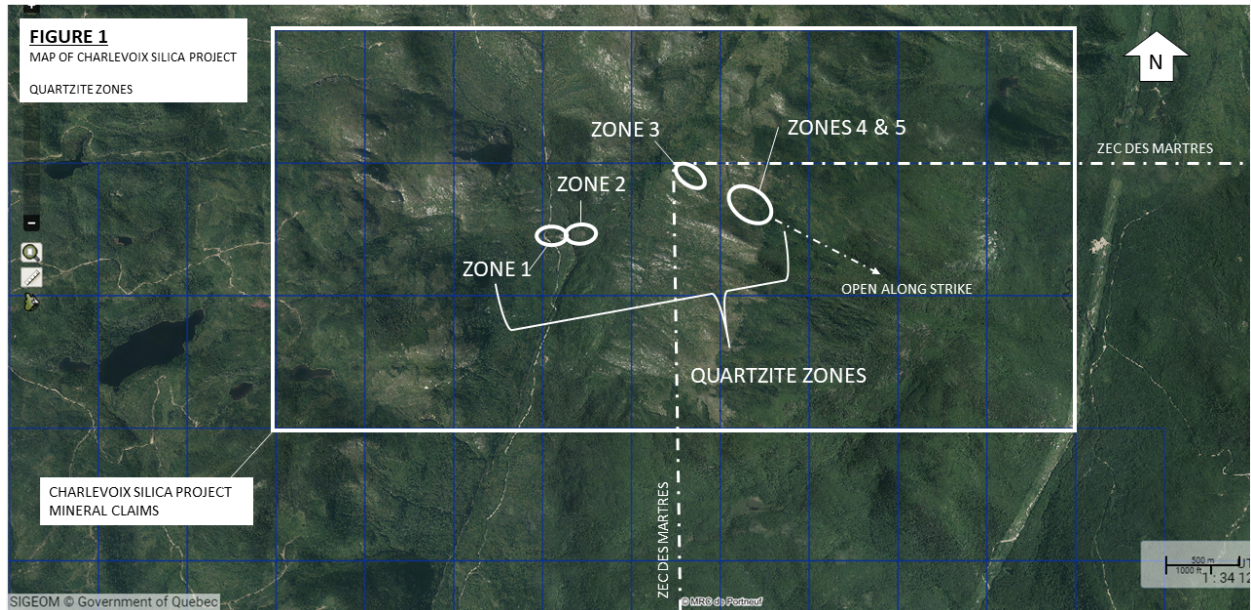 FIGURE 1
MAP OF CHARLEVOIX SILICA PROJECT
QUARTZITE ZONES
N
ZONE 3
ZONES 4 & 5
ZEC DES MARTRES
ZONE 2
ZONE 1
OPEN ALONG STRIKE
QUARTZITE ZONES
CHARLEVOIX SILICA PROJECT
MINERAL CLAIMS
ZEC DES MARTRES
500 m
1000 ft
1 : 34 12
SIGEOM © Government of Quebec
© MRC de Portneuf